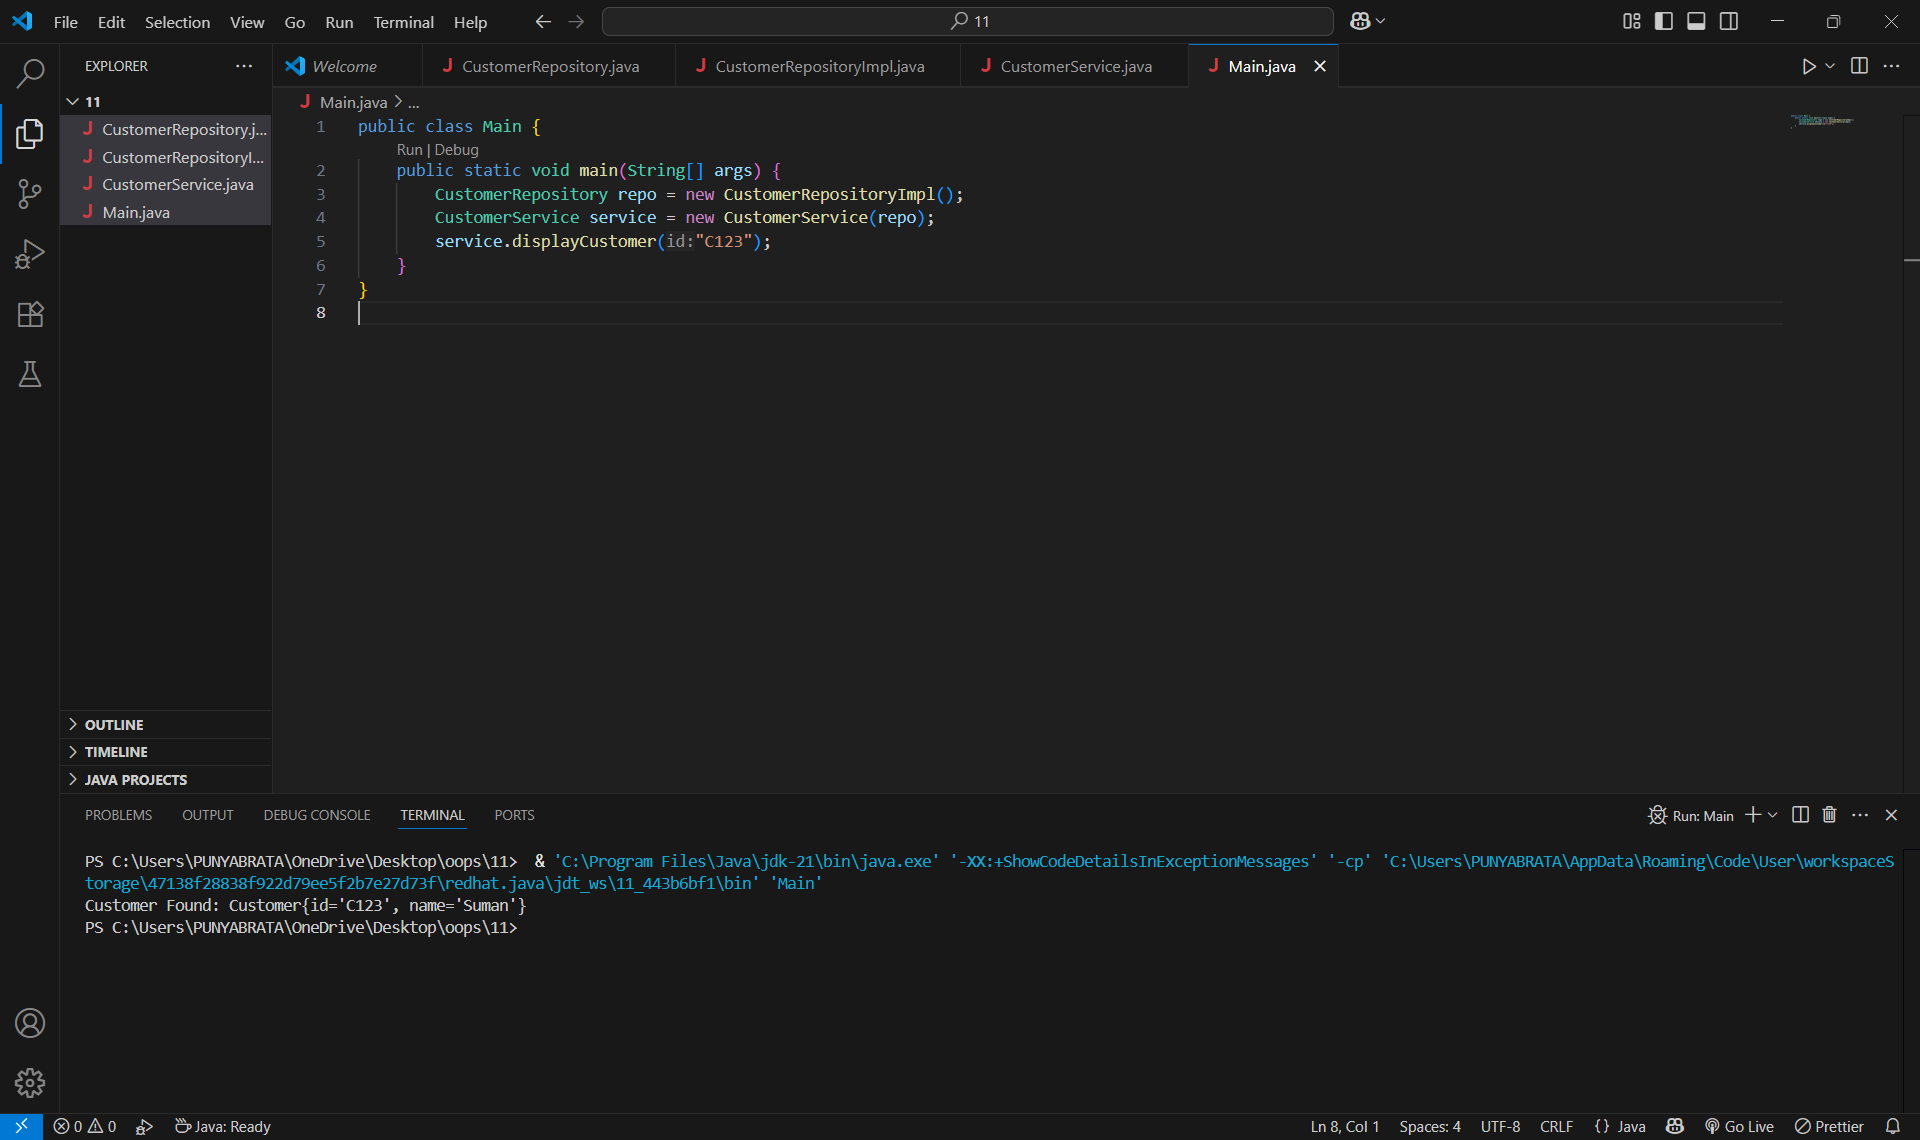 File Edit Selection View Go Run Terminal Help
11
EXPLORER
11
CustomerRepository.j...
CustomerRepositoryI...
CustomerService.java
Main.java
OUTLINE
TIMELINE
JAVA PROJECTS
Welcome CustomerRepository.java CustomerRepositoryImpl.java CustomerService.java Main.java
Main.java > ...
1 public class Main {
Run | Debug
2 public static void main(String[] args) {
3 CustomerRepository repo = new CustomerRepositoryImpl();
4 CustomerService service = new CustomerService(repo);
5 service.displayCustomer(id:"C123");
6 }
7 }
8
PROBLEMS OUTPUT DEBUG CONSOLE TERMINAL PORTS
Run: Main
PS C:\Users\PUNYABRATA\OneDrive\Desktop\oops\11> & 'C:\Program Files\Java\jdk-21\bin\java.exe' '-XX:+ShowCodeDetailsInExceptionMessages' '-cp' 'C:\Users\PUNYABRATA\AppData\Roaming\Code\User\workspaceS
torage\47138f28838f922d79ee5f2b7e27d73f\redhat.java\jdt_ws\11_443b6bf1\bin' 'Main'
Customer Found: Customer{id='C123', name='Suman'}
PS C:\Users\PUNYABRATA\OneDrive\Desktop\oops\11>
0 0 Java: Ready
Ln 8, Col 1 Spaces: 4 UTF-8 CRLF {} Java Go Live Prettier